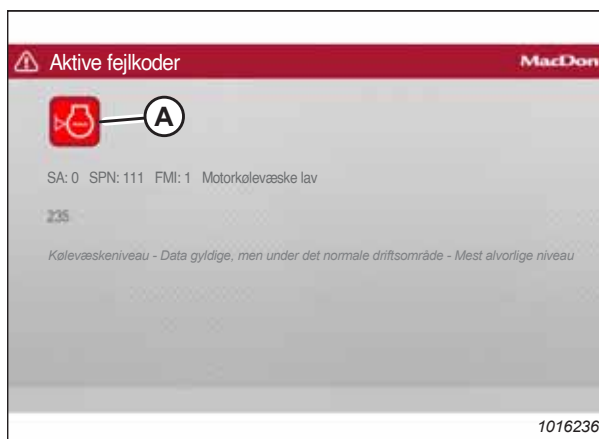 Aktive fejlkoder MacDon
A
SA: 0 SPN: 111 FMI: 1 Motorkølevæske lav
235
Kølevæskeniveau - Data gyldige, men under det normale driftsområde - Mest alvorlige niveau
1016236